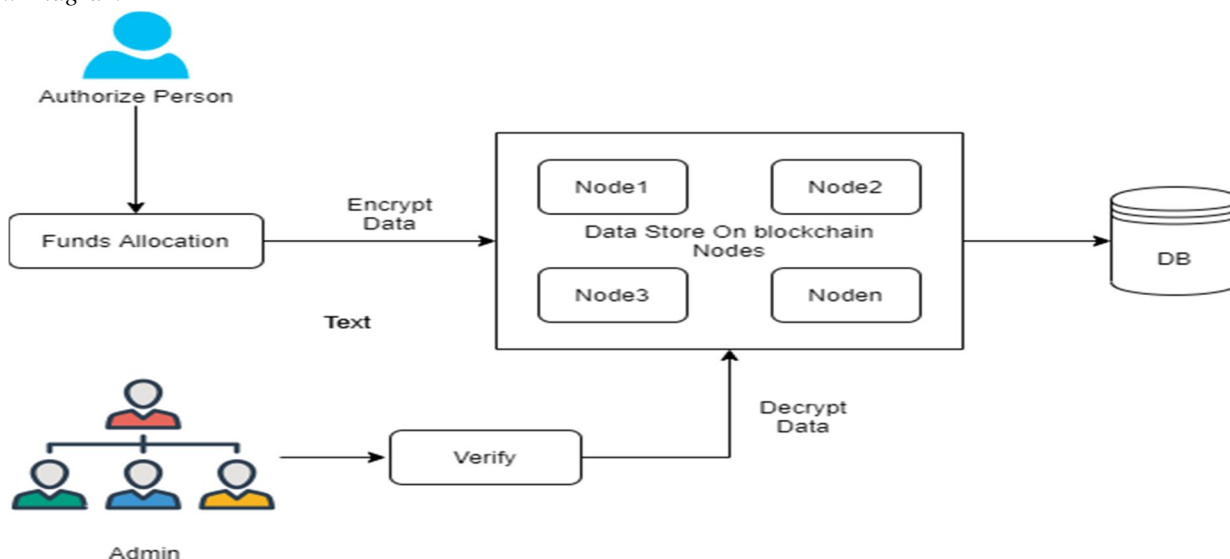 Authorize Person
Funds Allocation
Encrypt
Data
Node1
Node2
Data Store On blockchain
Nodes
Node3
Noden
DB
Text
Decrypt
Data
Verify
Admin